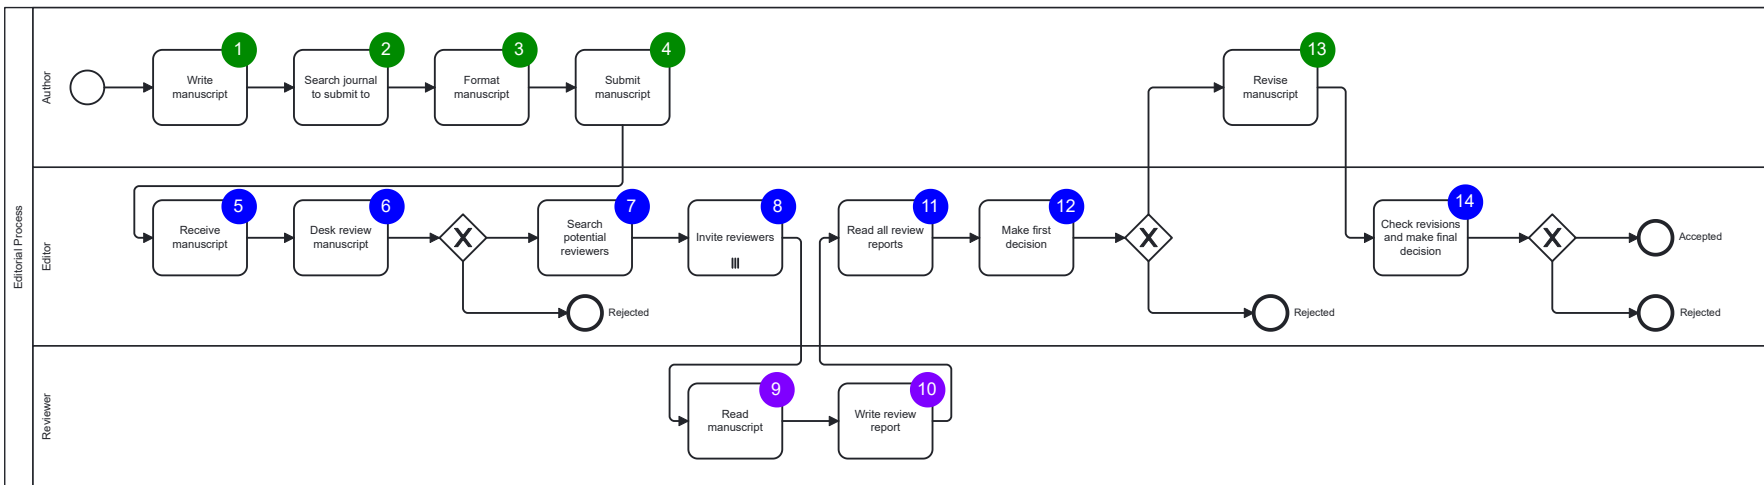 Editorial Process
Author
1
Write
manuscript
2
Search journal
to submit to
3
Format
manuscript
4
Submit
manuscript
13
Revise
manuscript
Editor
5
Receive
manuscript
6
Desk review
manuscript
X
Rejected
7
Search
potential
reviewers
8
Invite reviewers
11
Read all review
reports
12
Make first
decision
X
Rejected
14
Check revisions
and make final
decision
X
Accepted
Rejected
Reviewer
9
Read
manuscript
10
Write review
report